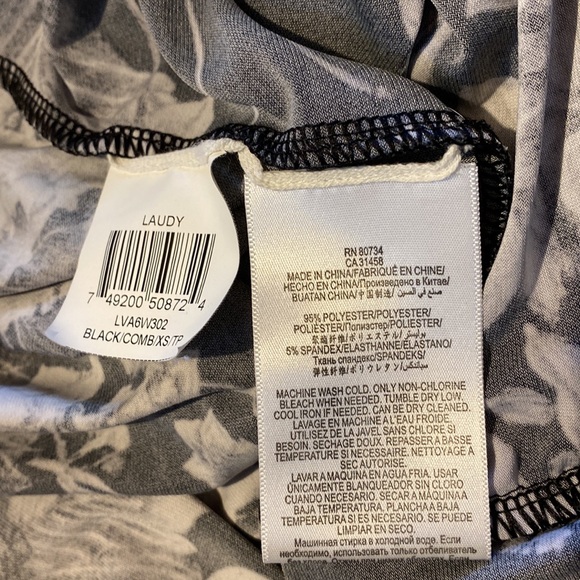 LAUDY
7 49200 50872 4
LVA6W302
BLACK/COMB/XS/TP
RN 80734
CA 31458
MADE IN CHINA/FABRIQUÉ EN CHINE/
HECHO EN CHINA/Произведено в Китае/
BUATAN CHINA/中国制造/صنع في الصين
95% POLYESTER/POLYESTER/
POLIÉSTER/Полиэстер/POLIESTER/
聚酯纤维/ポリエステル/بوليستر
5% SPANDEX/ELASTHANNE/ELASTANO/
Ткань спандекс/SPANDEKS/
弹性纤维/ポリウレタン/سباندكس
MACHINE WASH COLD, ONLY NON-CHLORINE
BLEACH WHEN NEEDED. TUMBLE DRY LOW.
COOL IRON IF NEEDED. CAN BE DRY CLEANED.
LAVAGE EN MACHINE À L'EAU FROIDE.
UTILISEZ DE LA JAVEL SANS CHLORE SI
BESOIN. SECHAGE DOUX. REPASSER A BASSE
TEMPERATURE SI NECESSAIRE. NETTOYAGE A
SEC AUTORISE.
LAVAR A MAQUINA EN AGUA FRIA. USAR
ÚNICAMENTE BLANQUEADOR SIN CLORO
CUANDO NECESARIO. SECAR A MÁQUINA A
BAJA TEMPERATURA. PLANCHA A BAJA
TEMPERATURA SI ES NECESARIO. SE PUEDE
LIMPIAR EN SECO.
Машинная стирка в холодной воде. Если
необходимо, использовать только отбеливатель